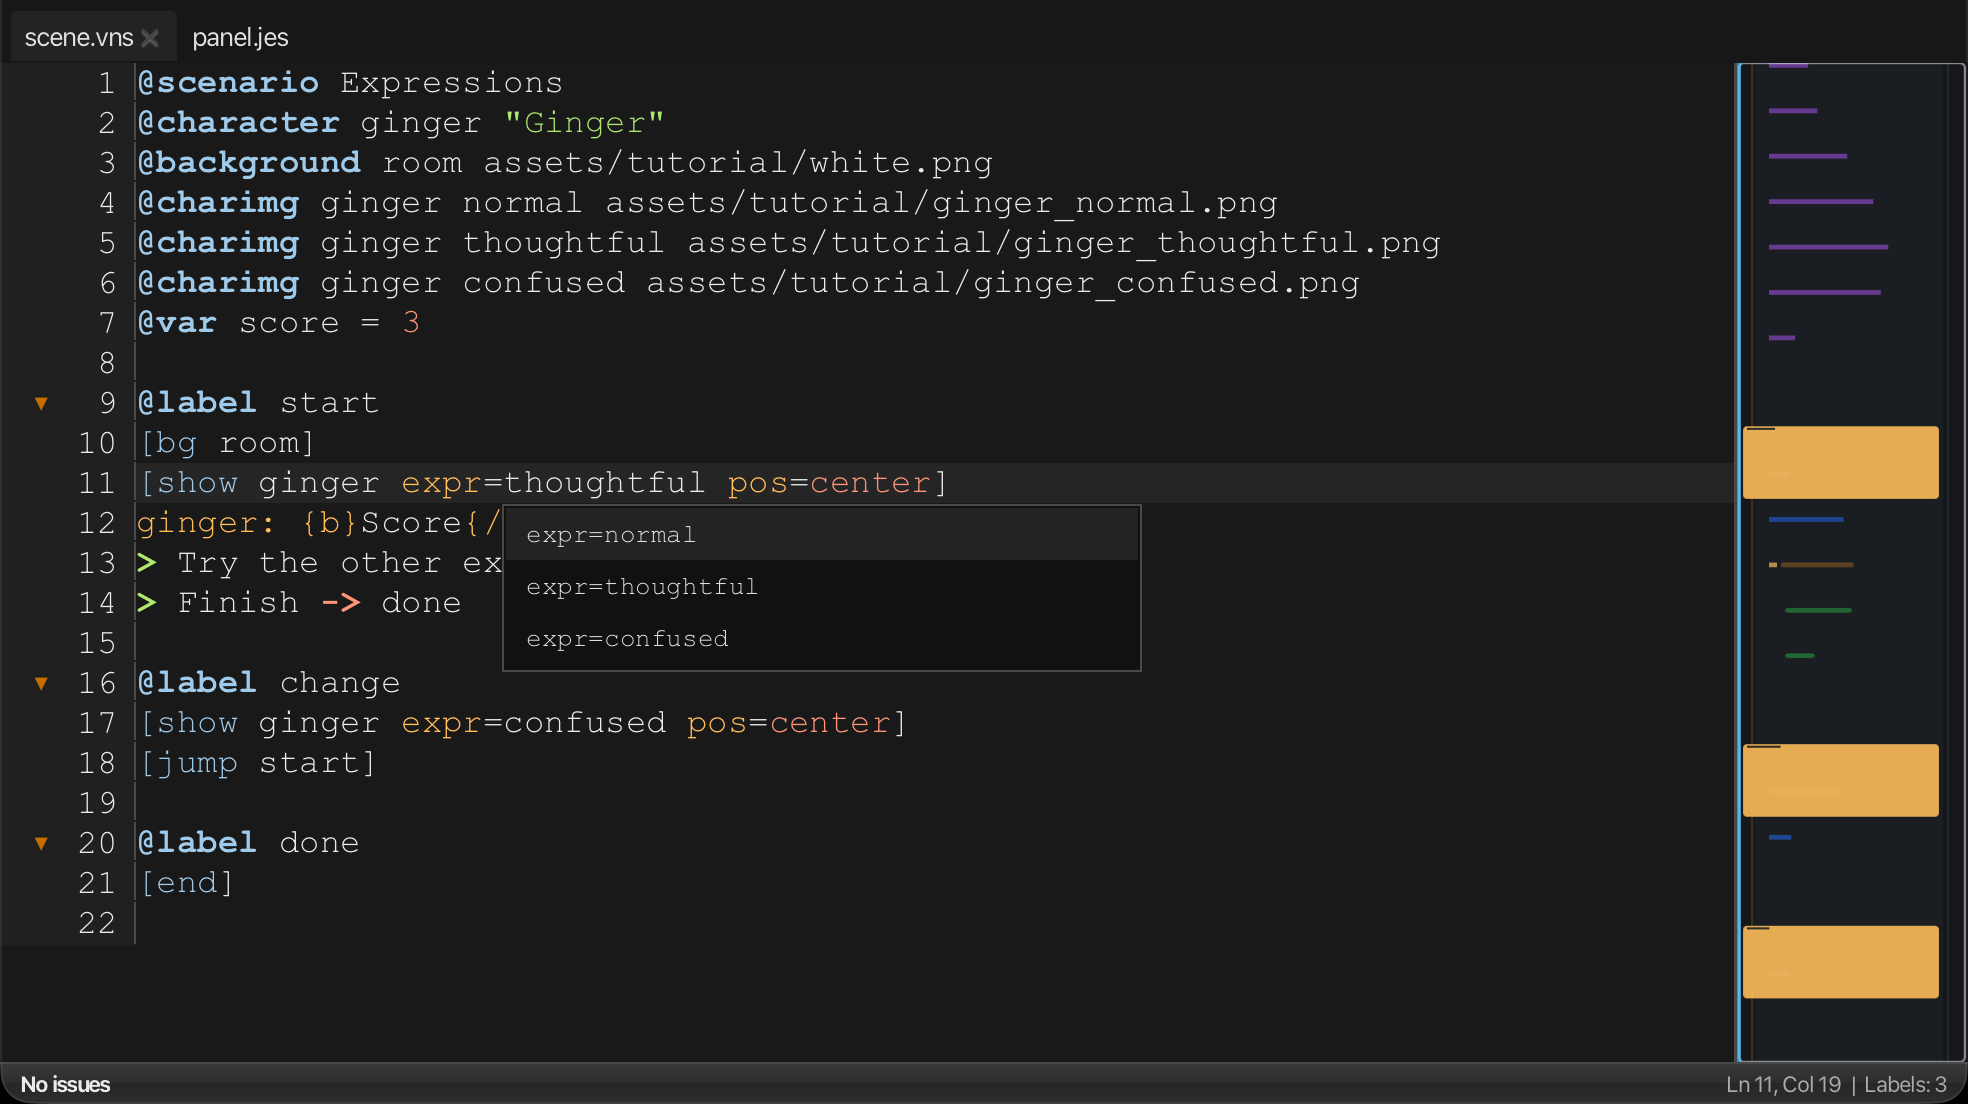 scene.vns panel.jes
1 @scenario Expressions
2 @character ginger "Ginger"
3 @background room assets/tutorial/white.png
4 @charimg ginger normal assets/tutorial/ginger_normal.png
5 @charimg ginger thoughtful assets/tutorial/ginger_thoughtful.png
6 @charimg ginger confused assets/tutorial/ginger_confused.png
7 @var score = 3
8
9 @label start
10 [bg room]
11 [show ginger expr=thoughtful pos=center]
12 ginger: {b}Score{/
expr=normal
13 > Try the other ex
expr=thoughtful
14 > Finish -> done
expr=confused
15
16 @label change
17 [show ginger expr=confused pos=center]
18 [jump start]
19
20 @label done
21 [end]
22
No issues
Ln 11, Col 19 | Labels: 3